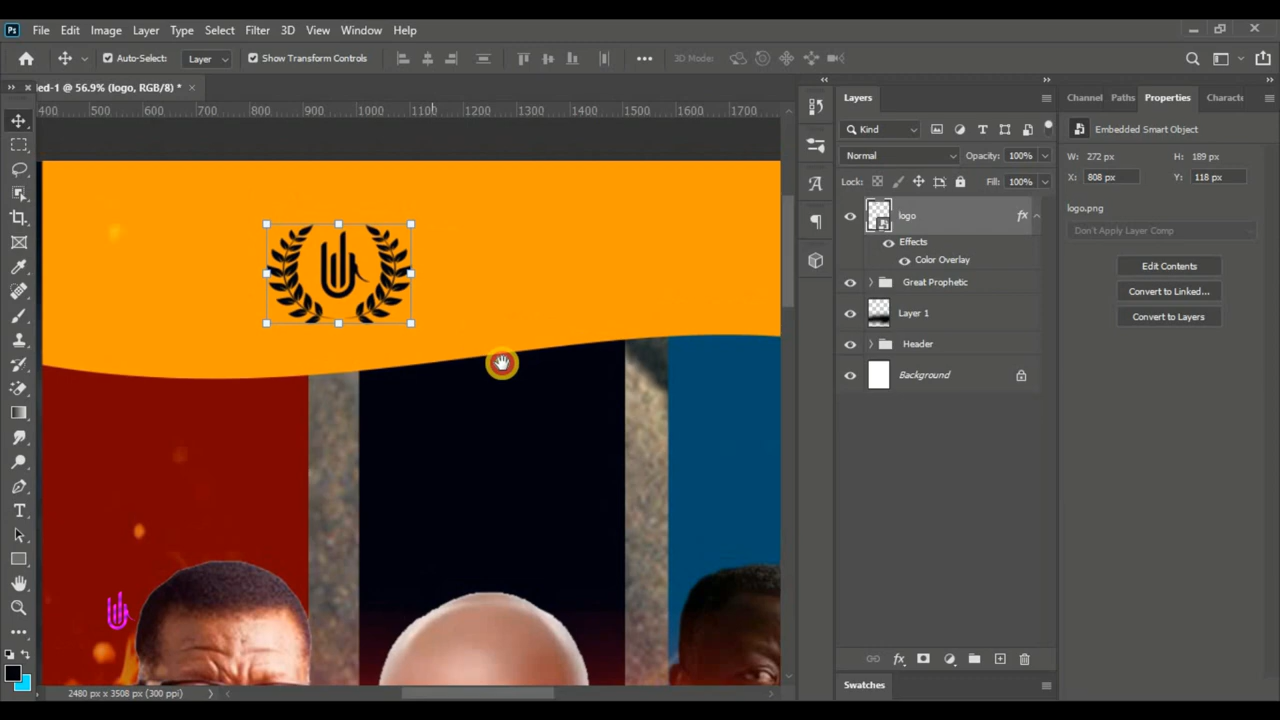 Ps File Edit Image Layer Type Select Filter 3D View Window Help
Auto-Select: Layer Show Transform Controls 3D Mode:
ed-1 @ 56.9% (logo, RGB/8) *
400 500 600 700 800 900 1000 1100 1200 1300 1400 1500 1600 1700
Layers
Kind
Normal Opacity: 100%
Lock: Fill: 100%
logo fx
Effects
Color Overlay
Great Prophetic
Layer 1
Header
Background
fx
Swatches
Channel Paths Properties Characte
Embedded Smart Object
W: 272 px H: 189 px
X: 808 px Y: 118 px
logo.png
Don't Apply Layer Comp
Edit Contents
Convert to Linked...
Convert to Layers
2480 px x 3508 px (300 ppi)